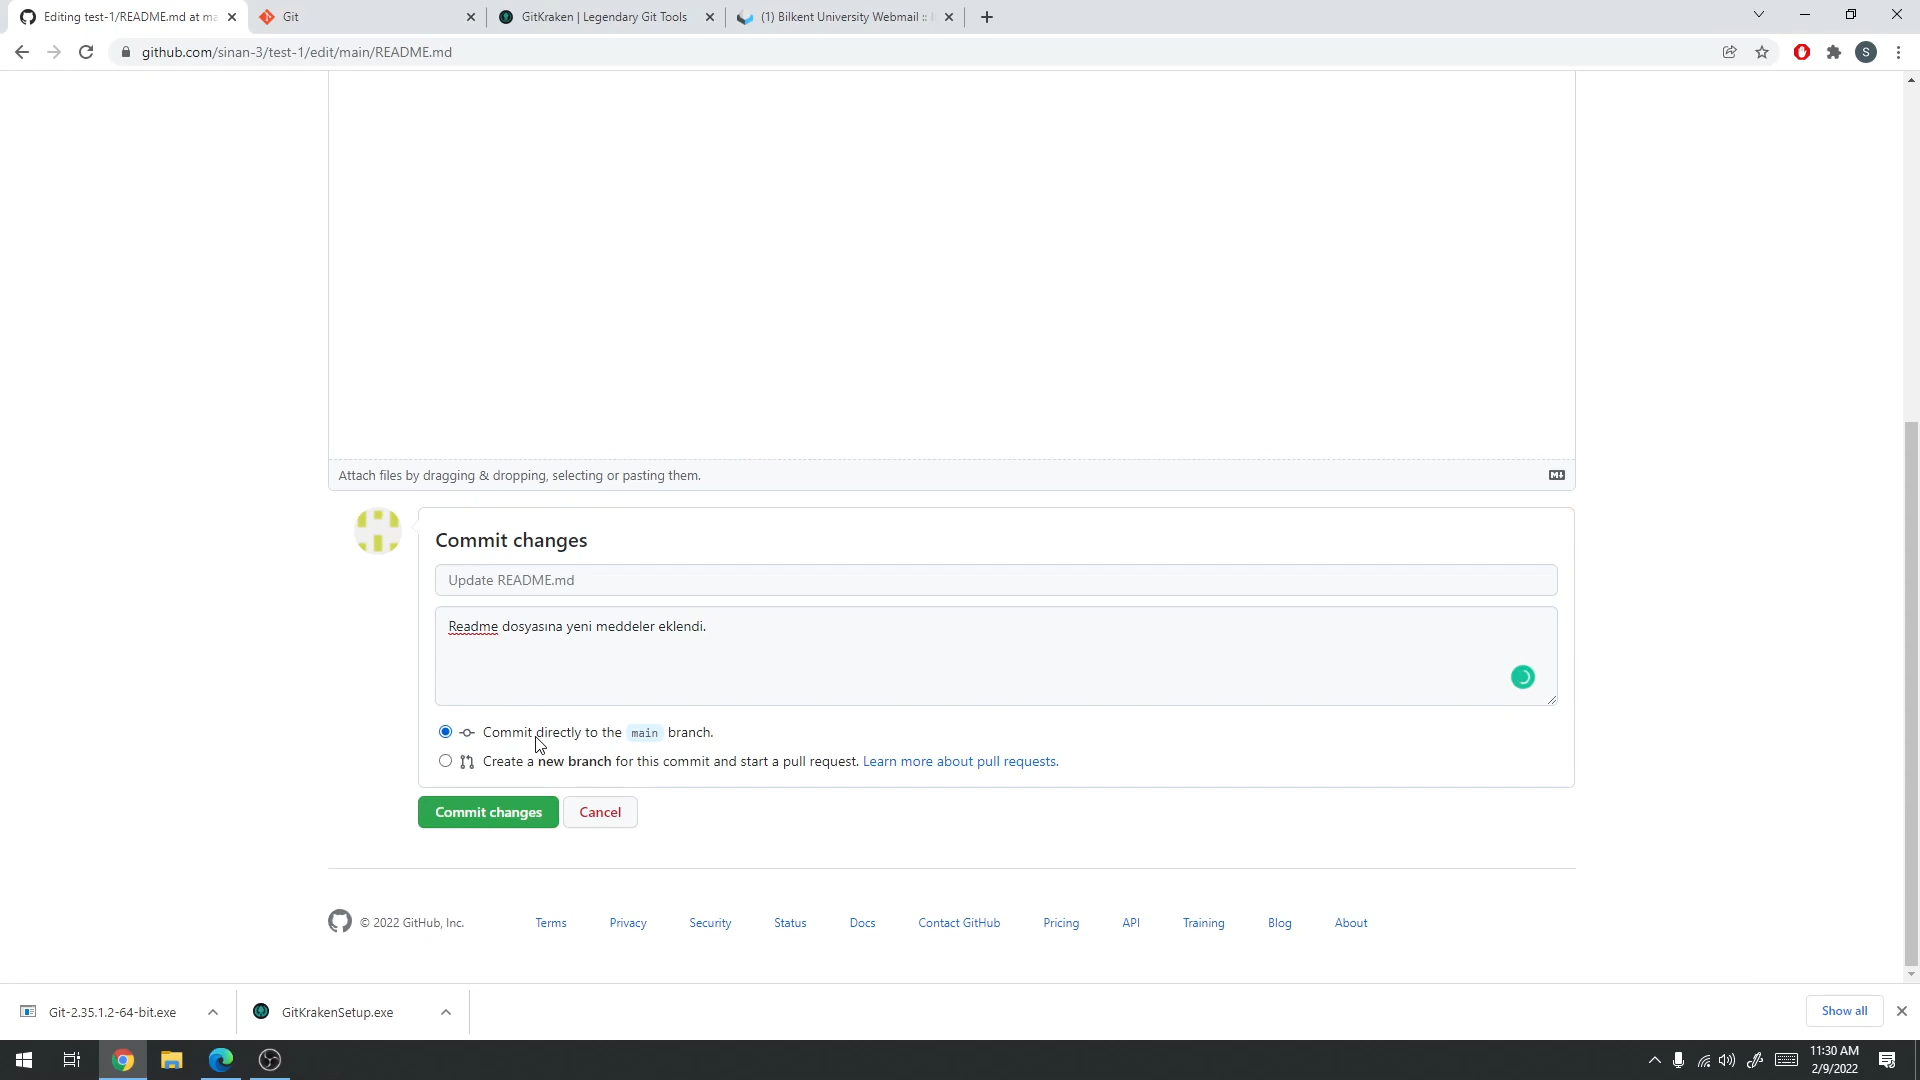 Editing test-1/README.md at ma
Git
GitKraken | Legendary Git Tools
(1) Bilkent University Webmail ::
S
github.com/sinan-3/test-1/edit/main/README.md
Attach files by dragging & dropping, selecting or pasting them.
Commit changes
Update README.md
Readme dosyasına yeni meddeler eklendi.
Commit directly to the main branch.
Create a new branch for this commit and start a pull request. Learn more about pull requests.
Commit changes
Cancel
© 2022 GitHub, Inc.
Terms
Privacy
Security
Status
Docs
Contact GitHub
Pricing
API
Training
Blog
About
Git-2.35.1.2-64-bit.exe
GitKrakenSetup.exe
Show all
11:30 AM
2/9/2022